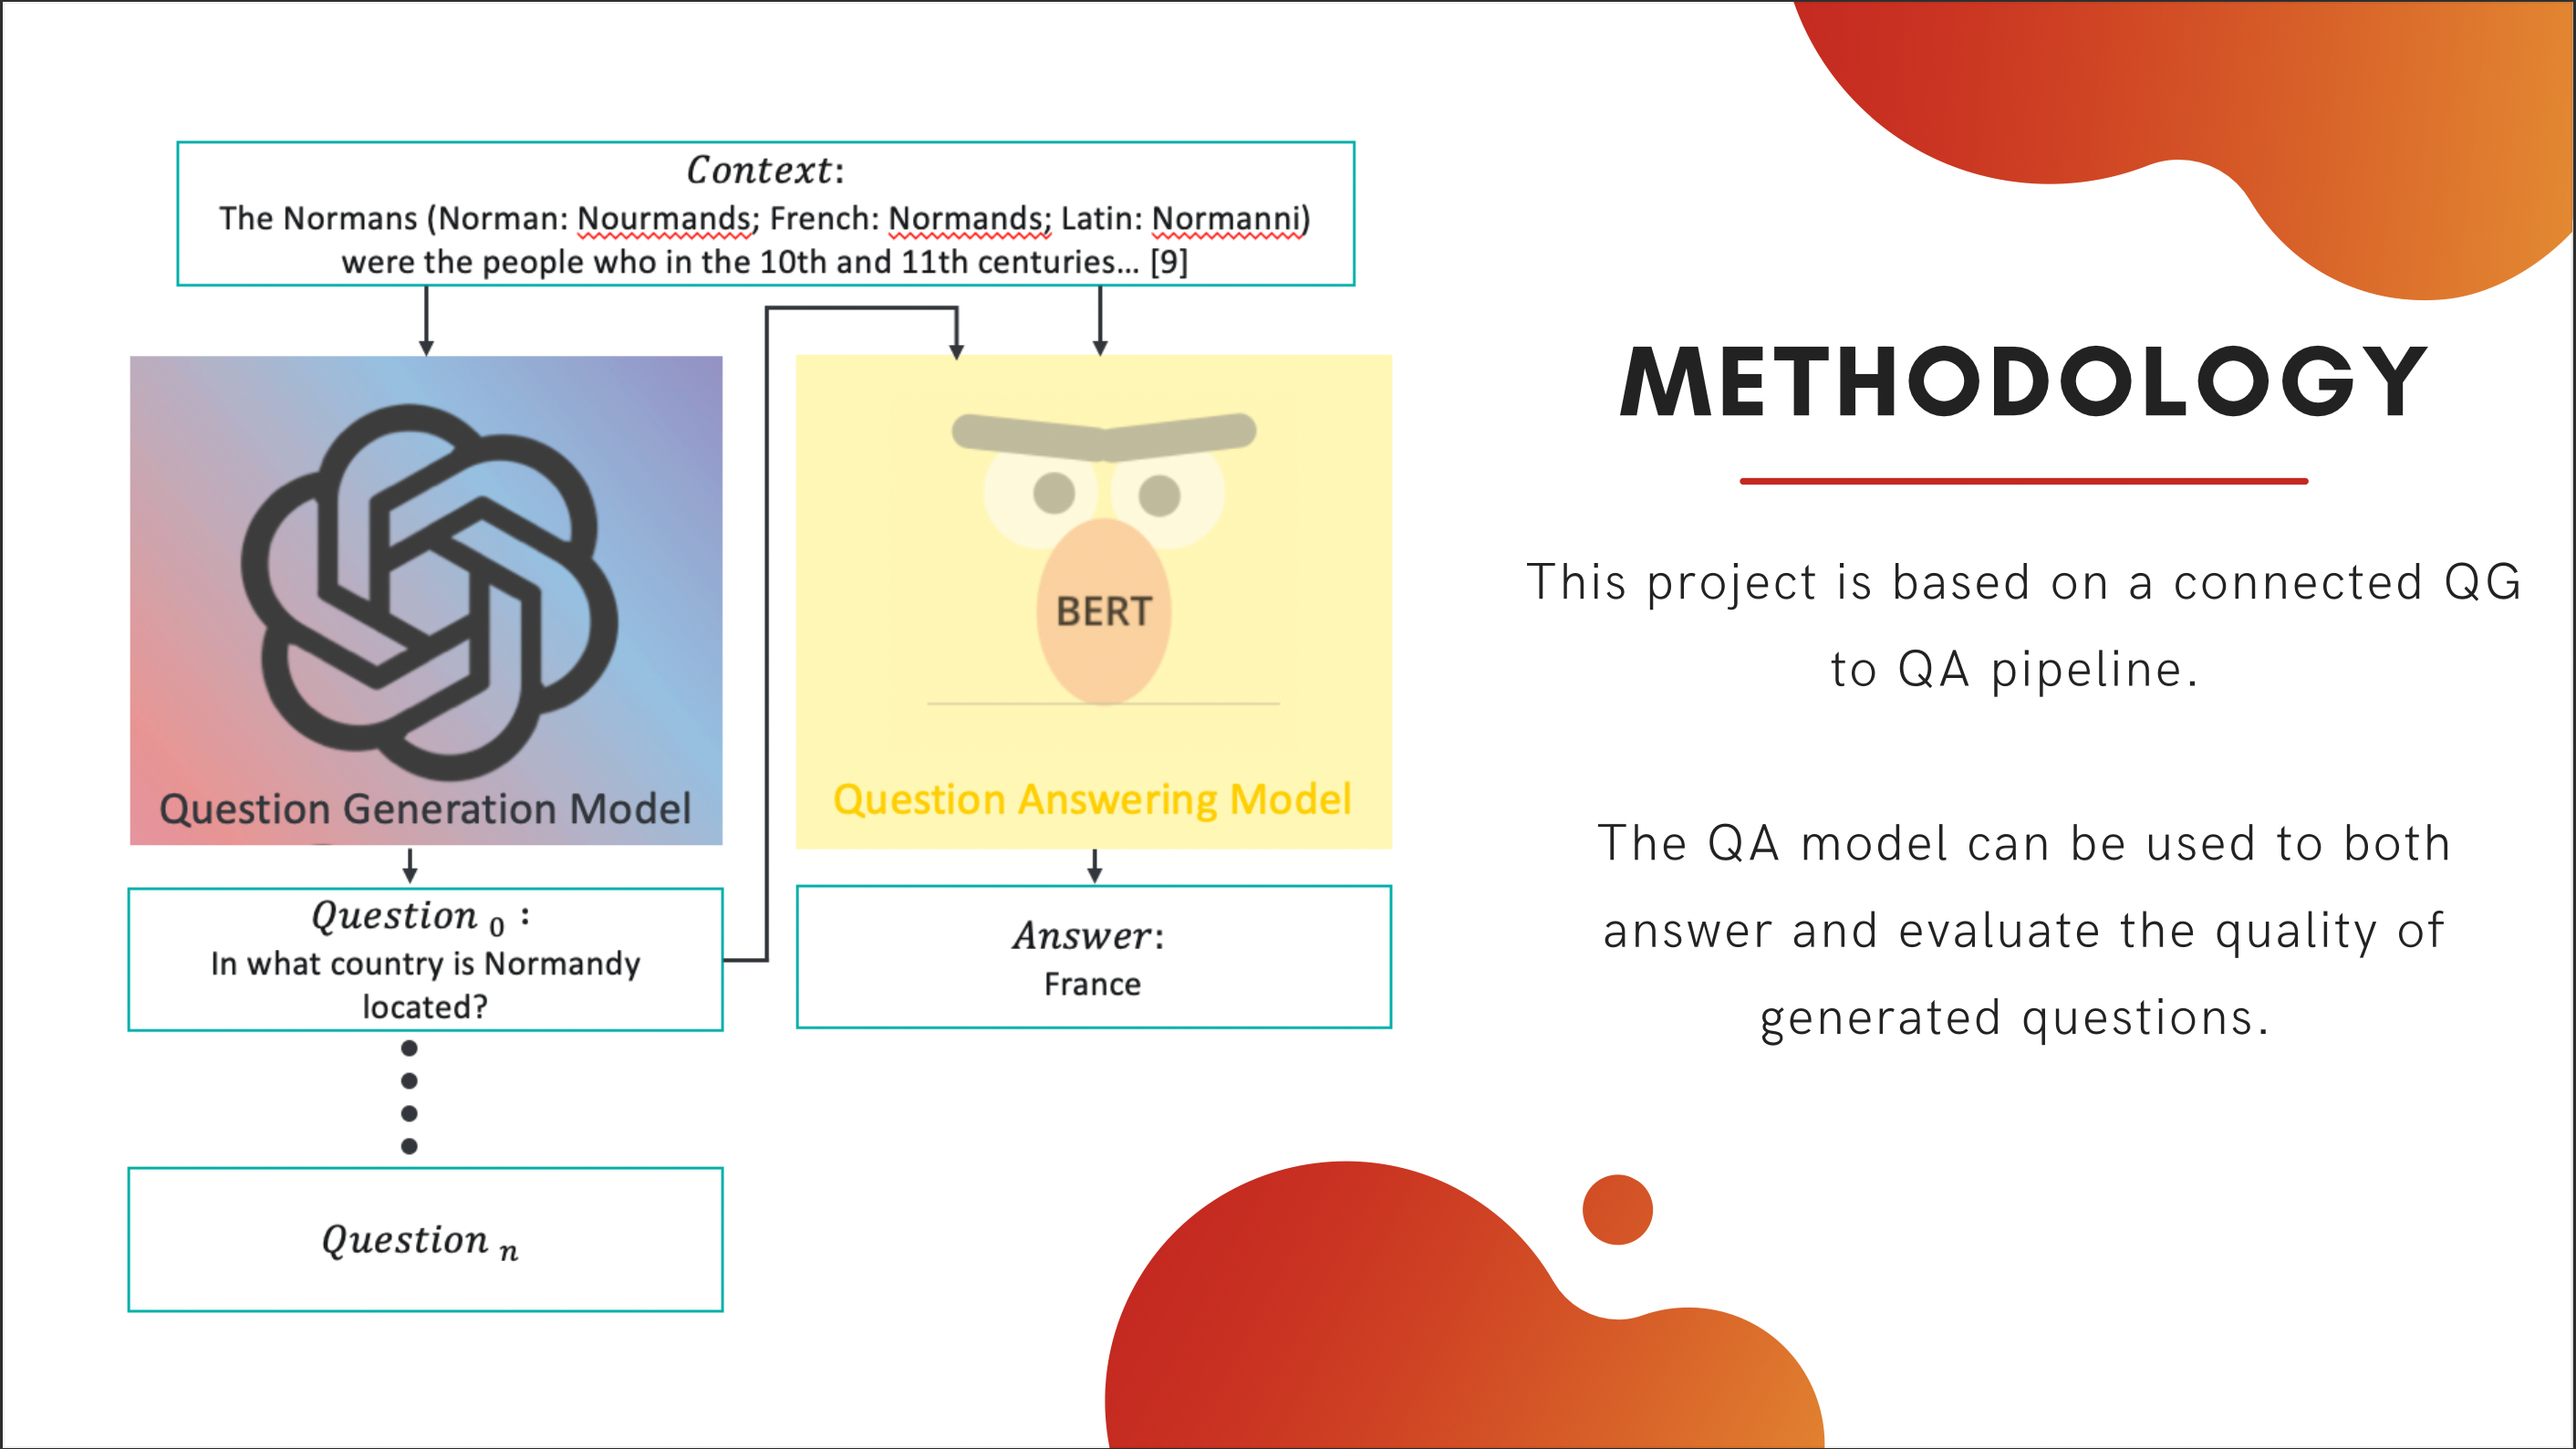 Context:
The Normans (Norman: Nourmands; French: Normands; Latin: Normanni)
were the people who in the 10th and 11th centuries... [9]
Question Generation Model
BERT
Question Answering Model
Question 0 :
In what country is Normandy
located?
Answer:
France
Question n
METHODOLOGY
This project is based on a connected QG
to QA pipeline.
The QA model can be used to both
answer and evaluate the quality of
generated questions.